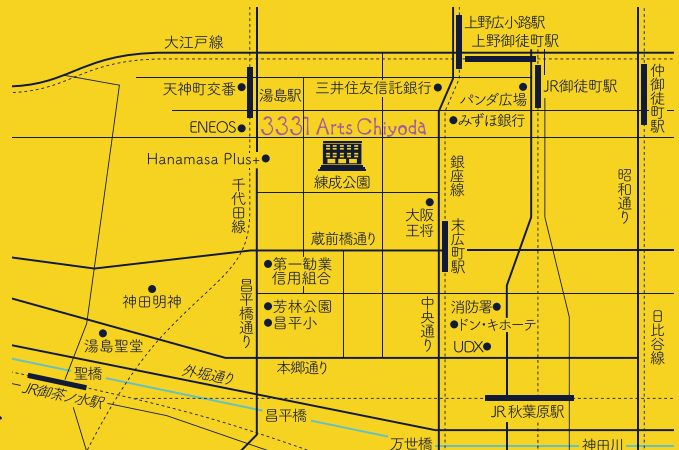 上野広小路駅
上野御徒町駅
大江戸線
天神町交番
湯島駅
三井住友信託銀行
パンダ広場
JR御徒町駅
仲御徒町駅
ENEOS
3331 Arts Chiyoda
みずほ銀行
Hanamasa Plus+
練成公園
銀座線
千代田線
昭和通り
大阪
王将
末広町駅
蔵前橋通り
第一勧業
信用組合
昌平橋通り
神田明神
芳林公園
昌平小
中央通り
消防署
ドン・キホーテ
UDX
日比谷線
湯島聖堂
本郷通り
聖橋
外堀通り
JR御茶ノ水駅
昌平橋
JR秋葉原駅
万世橋
神田川